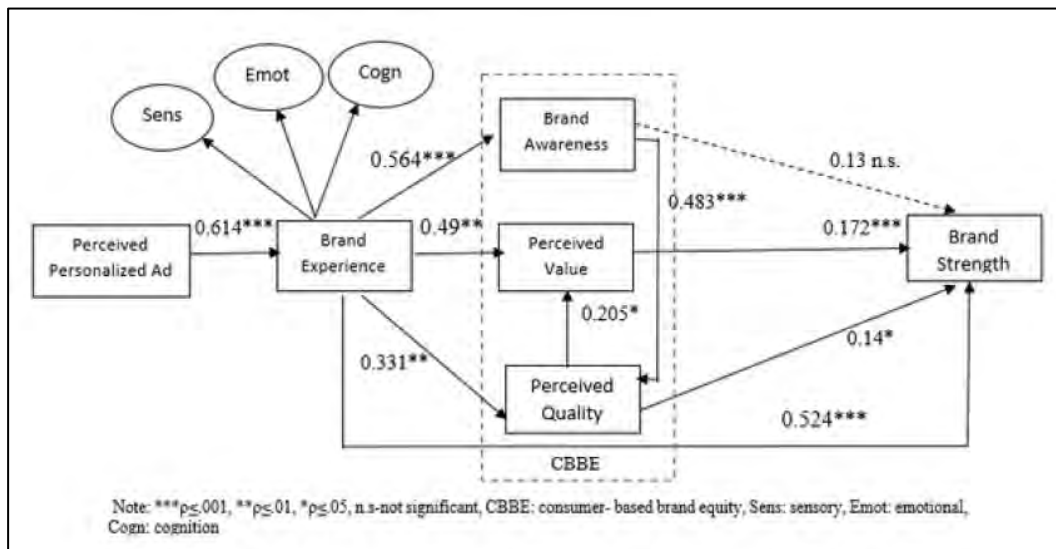 Emot
Cogn
Sens
Brand
Awareness
0.564***
0.13 n.s.
0.483***
0.614***
0.49**
0.172***
Perceived
Personalized Ad
Brand
Experience
Perceived
Value
Brand
Strength
0.205*
0.331**
0.14*
Perceived
Quality
0.524***
CBBE
Note: ***ρ≤.001, **ρ≤.01, *ρ≤.05, n.s-not significant, CBBE: consumer- based brand equity, Sens: sensory, Emot: emotional,
Cogn: cognition